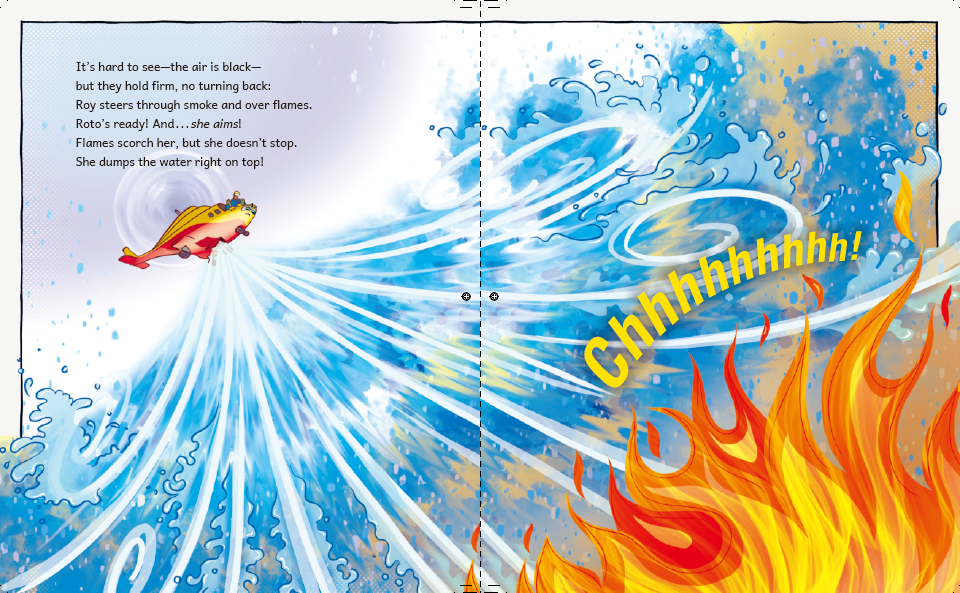 It's hard to see—the air is black—
but they hold firm, no turning back:
Roy steers through smoke and over flames.
Roto's ready! And...she aims!
Flames scorch her, but she doesn't stop.
She dumps the water right on top!
Chhhhhhhhh!